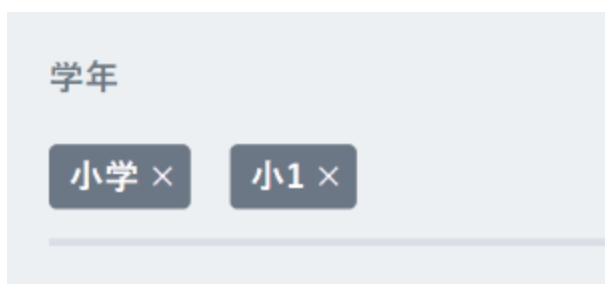 学年
小学 × 小1 ×